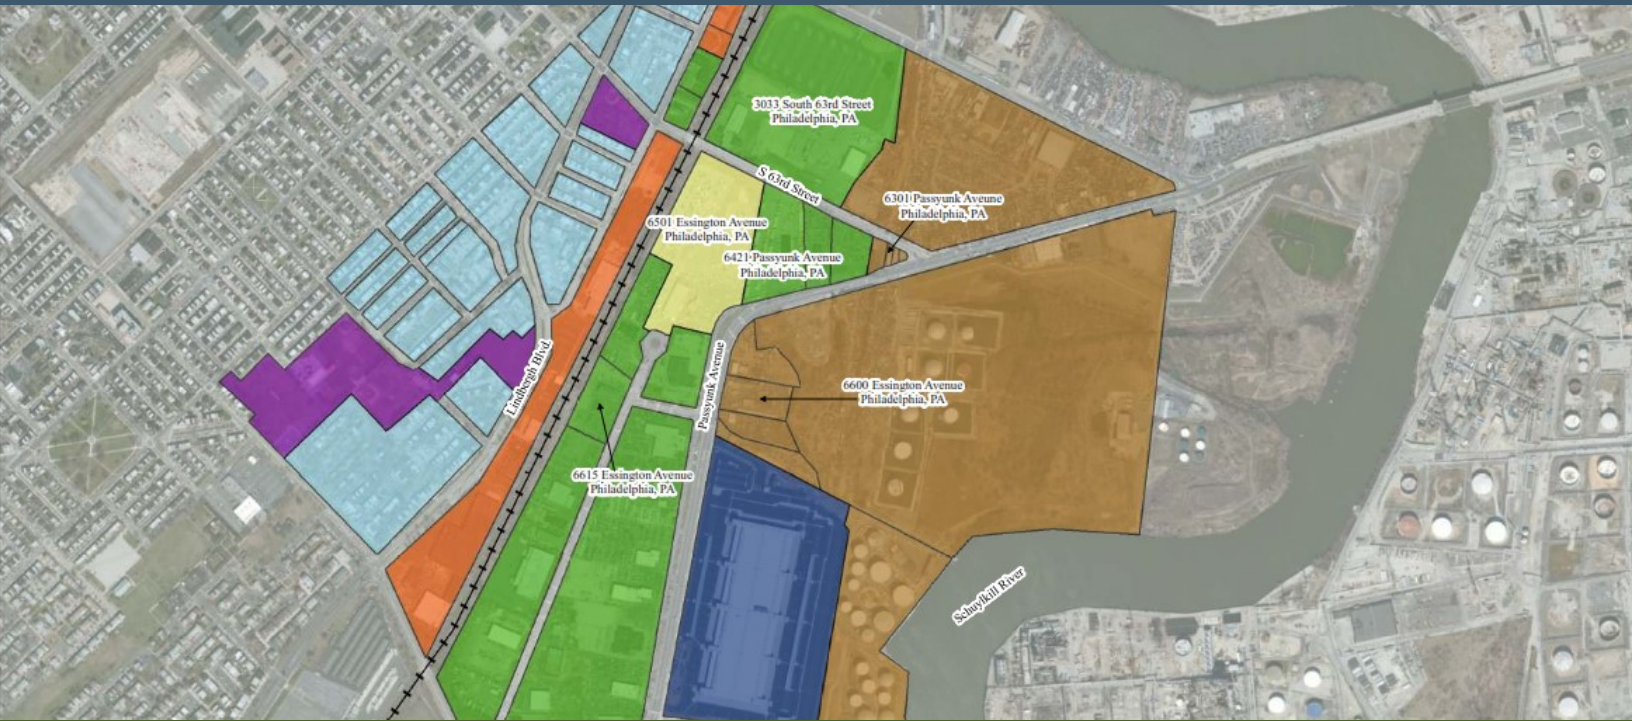 3033 South 63rd Street
Philadelphia, PA
S 63rd Street
6301 Passyunk Aveune
Philadelphia, PA
6501 Essington Avenue
Philadelphia, PA
6421 Passyunk Avenue
Philadelphia, PA
Lindbergh Blvd.
Passyunk Avenue
6600 Essington Avenue
Philadelphia, PA
6615 Essington Avenue
Philadelphia, PA
Schuylkill River